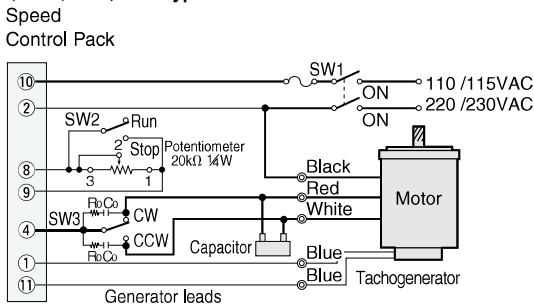 Speed
Control Pack
10
SW1
ON
110 /115VAC
2
ON
220 /230VAC
SW2
Run
2
Stop
Potentiometer
20kΩ ¼W
8
3
1
9
Black
Red
White
Motor
SW3
R₀C₀
CW
4
CCW
R₀C₀
Capacitor
1
Blue
11
Blue
Tachogenerator
Generator leads